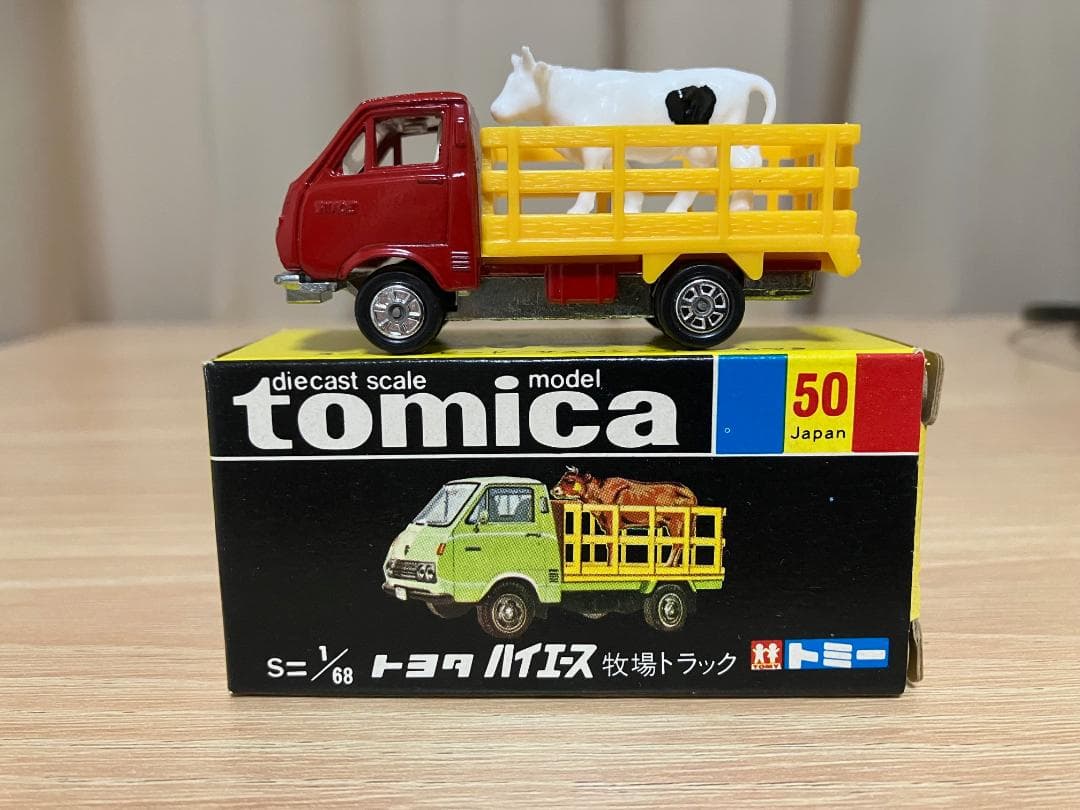 diecast scale model
tomica
50
Japan
S=1/68 トヨタ ハイエース 牧場トラック
TOMY
トミー